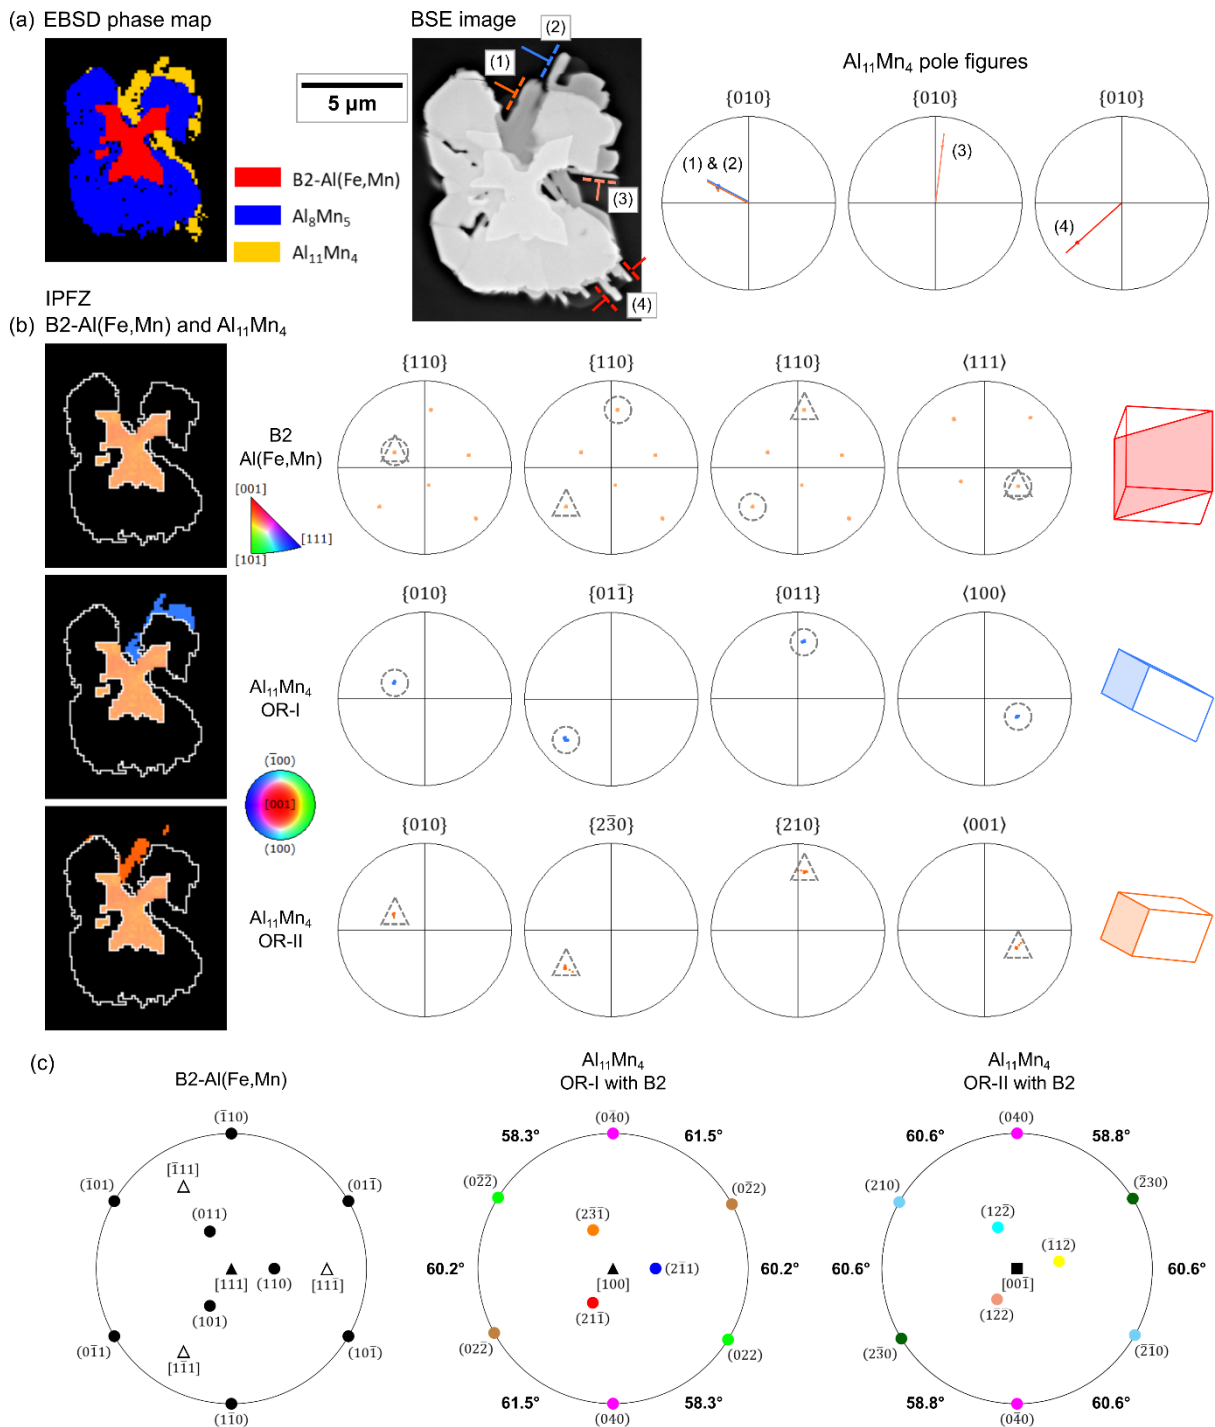 (a) EBSD phase map
BSE image
5 µm
B2-Al(Fe,Mn)
Al₈Mn₅
Al₁₁Mn₄
(1)
(2)
(3)
(4)
Al₁₁Mn₄ pole figures
{010} {010} {010}
(1) & (2)
(3)
(4)
IPFZ
(b) B2-Al(Fe,Mn) and Al₁₁Mn₄
B2
Al(Fe,Mn)
[001]
[111]
[101]
{110} {110} {110} ⟨111⟩
Al₁₁Mn₄
OR-I
{010} {011̅} {011} ⟨100⟩
(1̅00)
[001]
(100)
Al₁₁Mn₄
OR-II
{010} {23̅0} {210} ⟨001⟩
(c)
B2-Al(Fe,Mn)
(1̅10)
(1̅01)
[1̅11]
(011̅)
(011)
[111]
(110)
[111̅]
(101)
(01̅1)
[11̅1]
(101̅)
(11̅0)
Al₁₁Mn₄
OR-I with B2
(04̅0)
58.3°
61.5°
(02̅2̅)
(02̅2)
(23̅1̅)
60.2°
[100]
(2̅11)
60.2°
(211̅)
(022̅)
(022)
61.5°
58.3°
(040)
Al₁₁Mn₄
OR-II with B2
(040)
60.6°
58.8°
(210)
(2̅30)
(122̅)
(1̅12)
60.6°
[001̅]
60.6°
(12̅2̅)
(23̅0)
(2̅1̅0)
58.8°
60.6°
(04̅0)